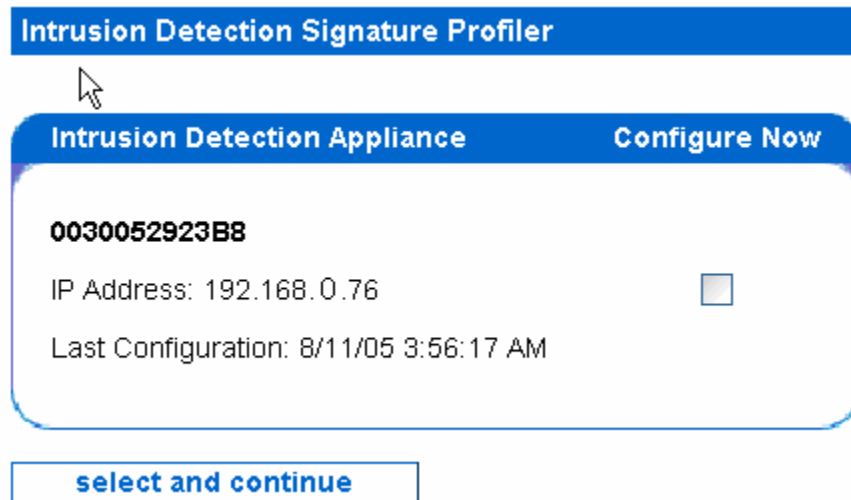 Intrusion Detection Signature Profiler
Intrusion Detection Appliance Configure Now
0030052923B8
IP Address: 192.168.0.76
Last Configuration: 8/11/05 3:56:17 AM
select and continue